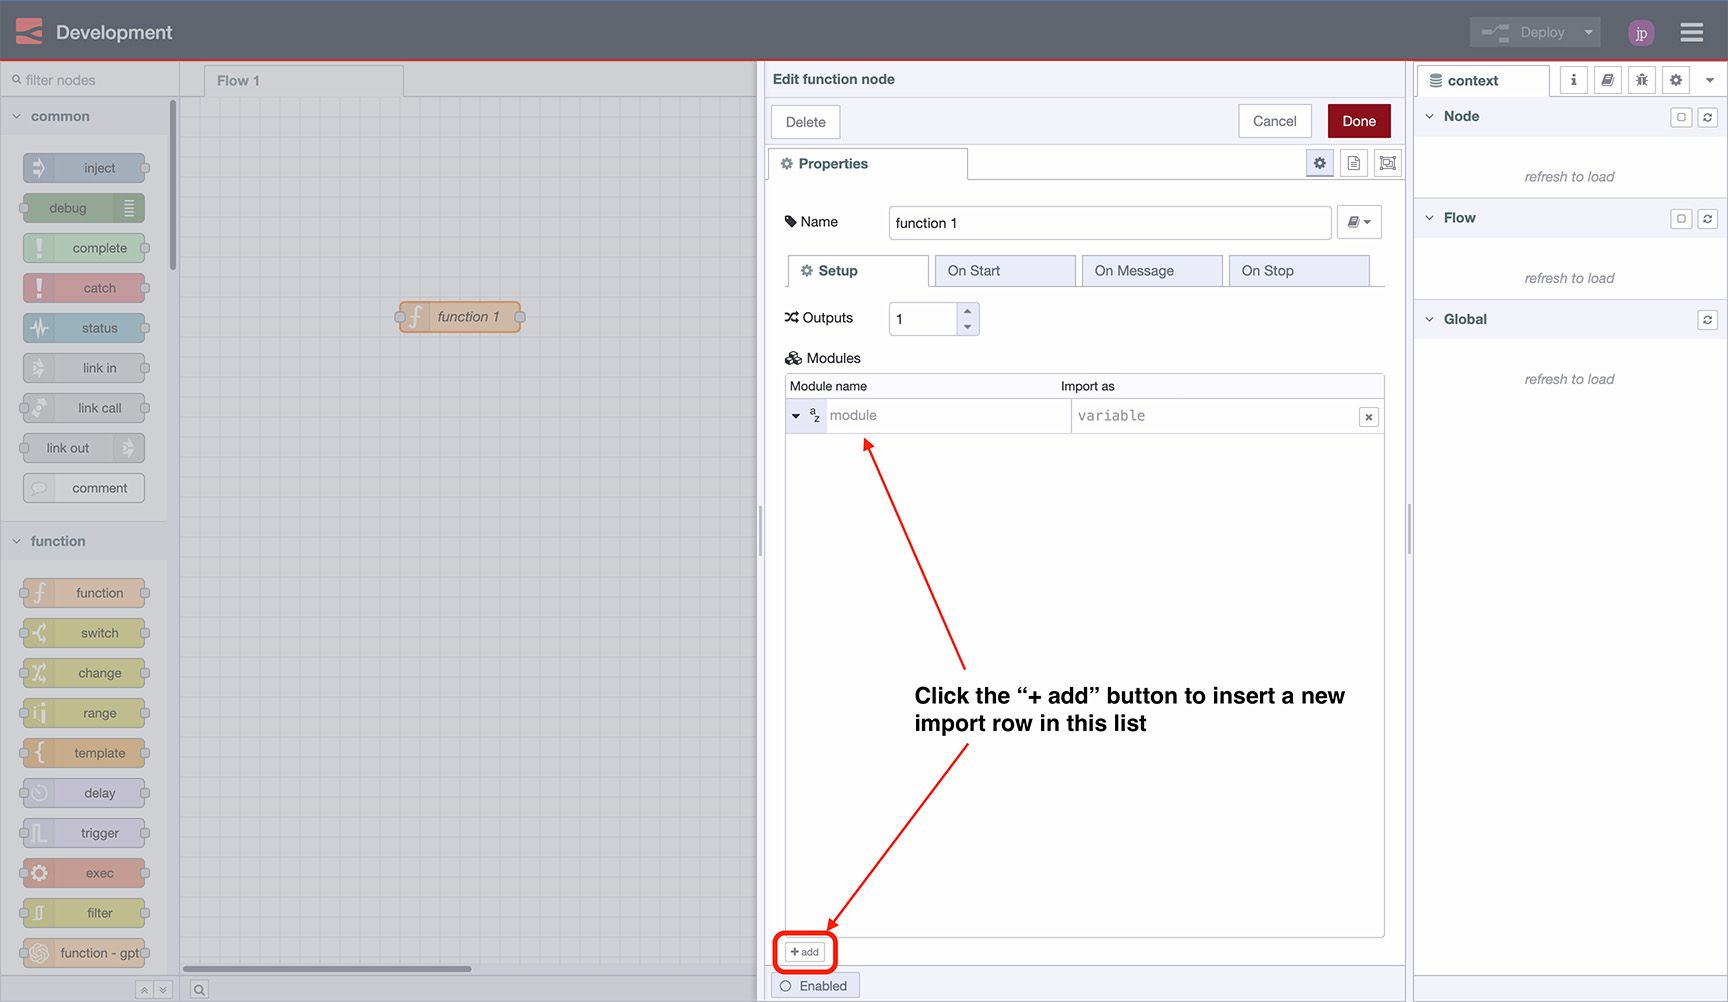 Development
Deploy
jp
filter nodes
Flow 1
Edit function node
context
i
common
Delete
Cancel
Done
Node
inject
Properties
refresh to load
debug
Name
function 1
Flow
complete
Setup
On Start
On Message
On Stop
refresh to load
catch
function 1
Outputs
1
Global
status
Modules
link in
Module name
Import as
refresh to load
link call
a
z
module
variable
link out
comment
function
function
switch
change
range
template
delay
trigger
exec
filter
function - gpt
Click the “+ add” button to insert a new
import row in this list
+ add
Enabled